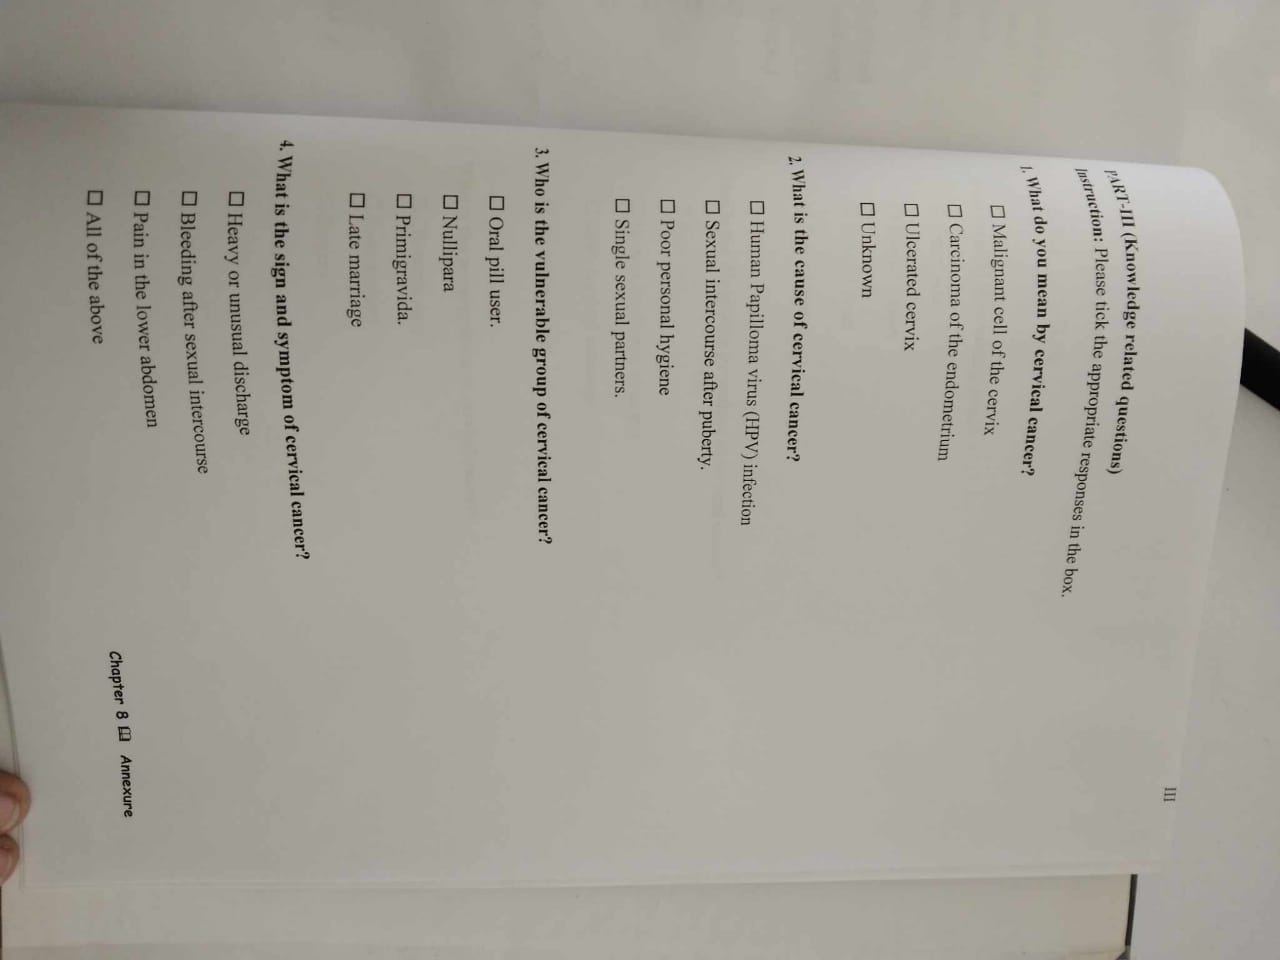 III
PART-III (Knowledge related questions)
Instruction: Please tick the appropriate responses in the box.
1. What do you mean by cervical cancer?
☐ Malignant cell of the cervix
☐ Carcinoma of the endometrium
☐ Ulcerated cervix
☐ Unknown
2. What is the cause of cervical cancer?
☐ Human Papilloma virus (HPV) infection
☐ Sexual intercourse after puberty.
☐ Poor personal hygiene
☐ Single sexual partners.
3. Who is the vulnerable group of cervical cancer?
☐ Oral pill user.
☐ Nullipara
☐ Primigravida.
☐ Late marriage
4. What is the sign and symptom of cervical cancer?
☐ Heavy or unusual discharge
☐ Bleeding after sexual intercourse
☐ Pain in the lower abdomen
☐ All of the above
Chapter 8 🕮 Annexure